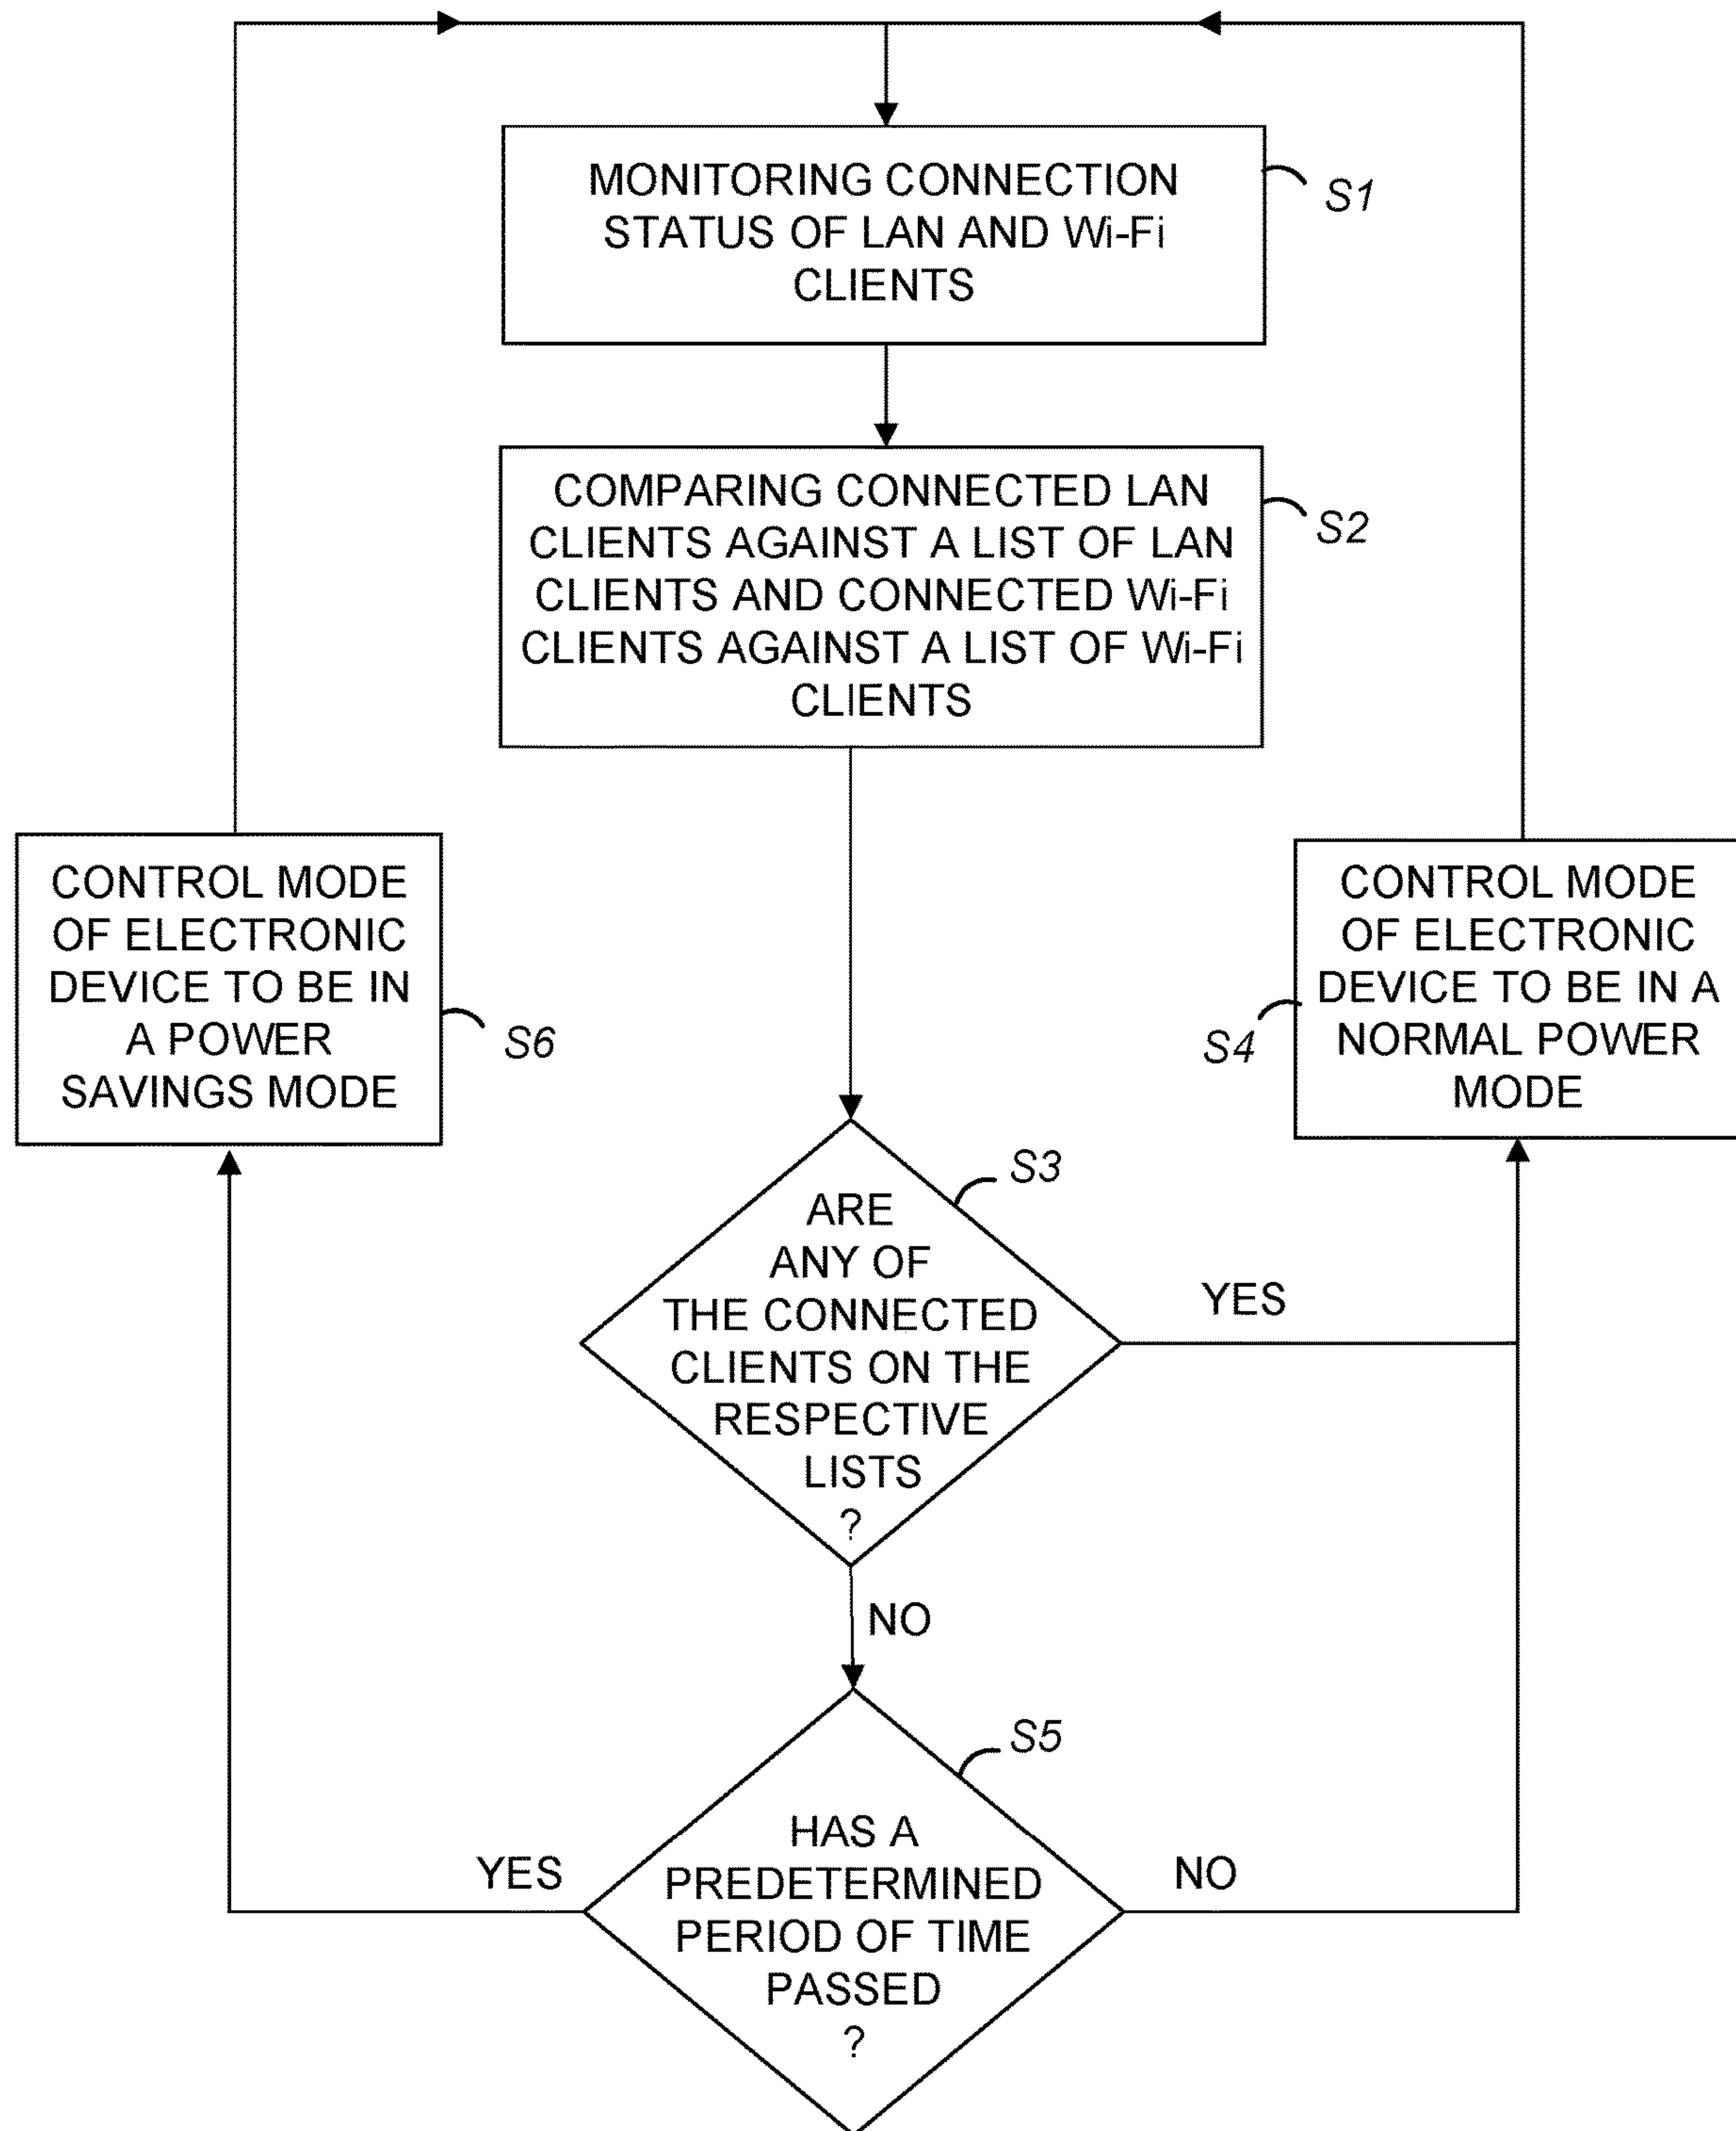 MONITORING CONNECTION
STATUS OF LAN AND Wi-Fi
CLIENTS
S1
COMPARING CONNECTED LAN
CLIENTS AGAINST A LIST OF LAN
CLIENTS AND CONNECTED Wi-Fi
CLIENTS AGAINST A LIST OF Wi-Fi
CLIENTS
S2
CONTROL MODE
OF ELECTRONIC
DEVICE TO BE IN
A POWER
SAVINGS MODE
S6
CONTROL MODE
OF ELECTRONIC
DEVICE TO BE IN A
NORMAL POWER
MODE
S4
ARE
ANY OF
THE CONNECTED
CLIENTS ON THE
RESPECTIVE
LISTS
?
S3
YES
NO
HAS A
PREDETERMINED
PERIOD OF TIME
PASSED
?
S5
YES
NO